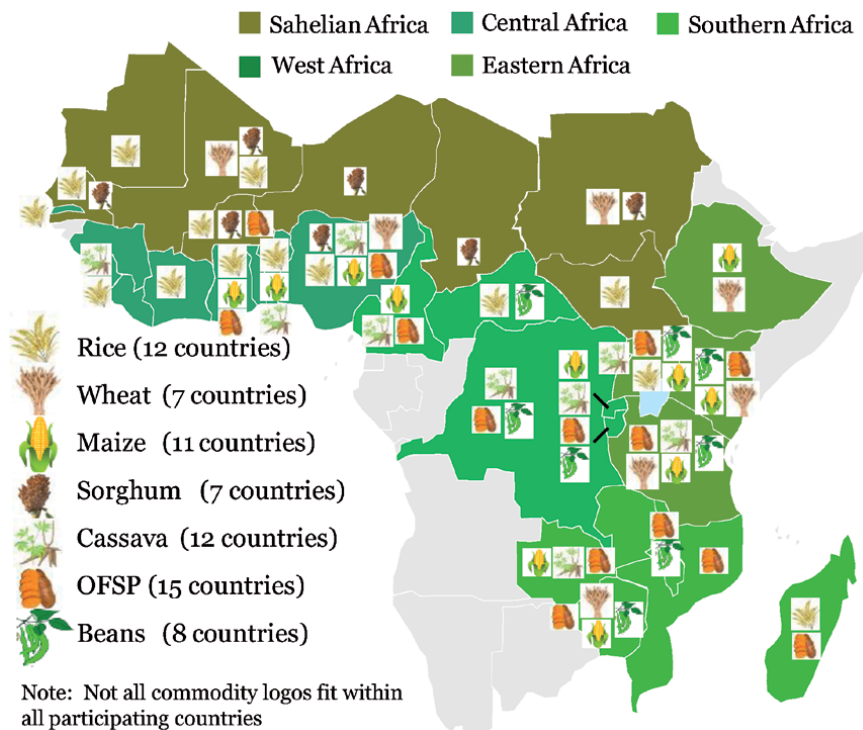 Sahelian Africa
Central Africa
Southern Africa
West Africa
Eastern Africa
Rice (12 countries)
Wheat (7 countries)
Maize (11 countries)
Sorghum (7 countries)
Cassava (12 countries)
OFSP (15 countries)
Beans (8 countries)
Note: Not all commodity logos fit within
all participating countries